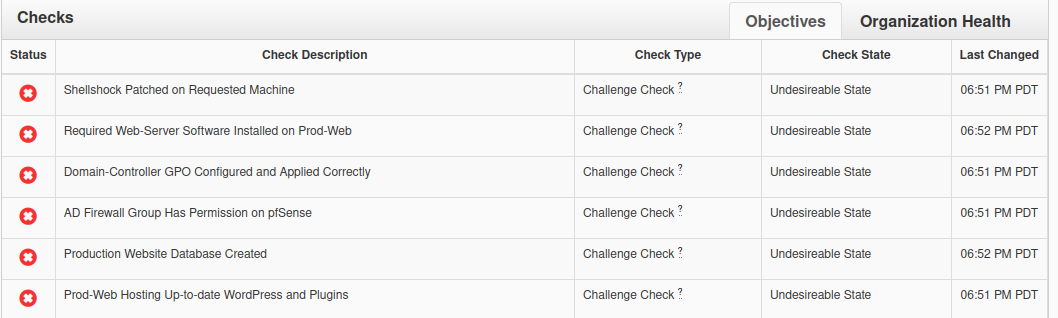 Checks
Objectives
Organization Health
Status Check Description Check Type Check State Last Changed
Shellshock Patched on Requested Machine Challenge Check ? Undesireable State 06:51 PM PDT
Required Web-Server Software Installed on Prod-Web Challenge Check ? Undesireable State 06:52 PM PDT
Domain-Controller GPO Configured and Applied Correctly Challenge Check ? Undesireable State 06:51 PM PDT
AD Firewall Group Has Permission on pfSense Challenge Check ? Undesireable State 06:51 PM PDT
Production Website Database Created Challenge Check ? Undesireable State 06:52 PM PDT
Prod-Web Hosting Up-to-date WordPress and Plugins Challenge Check ? Undesireable State 06:51 PM PDT